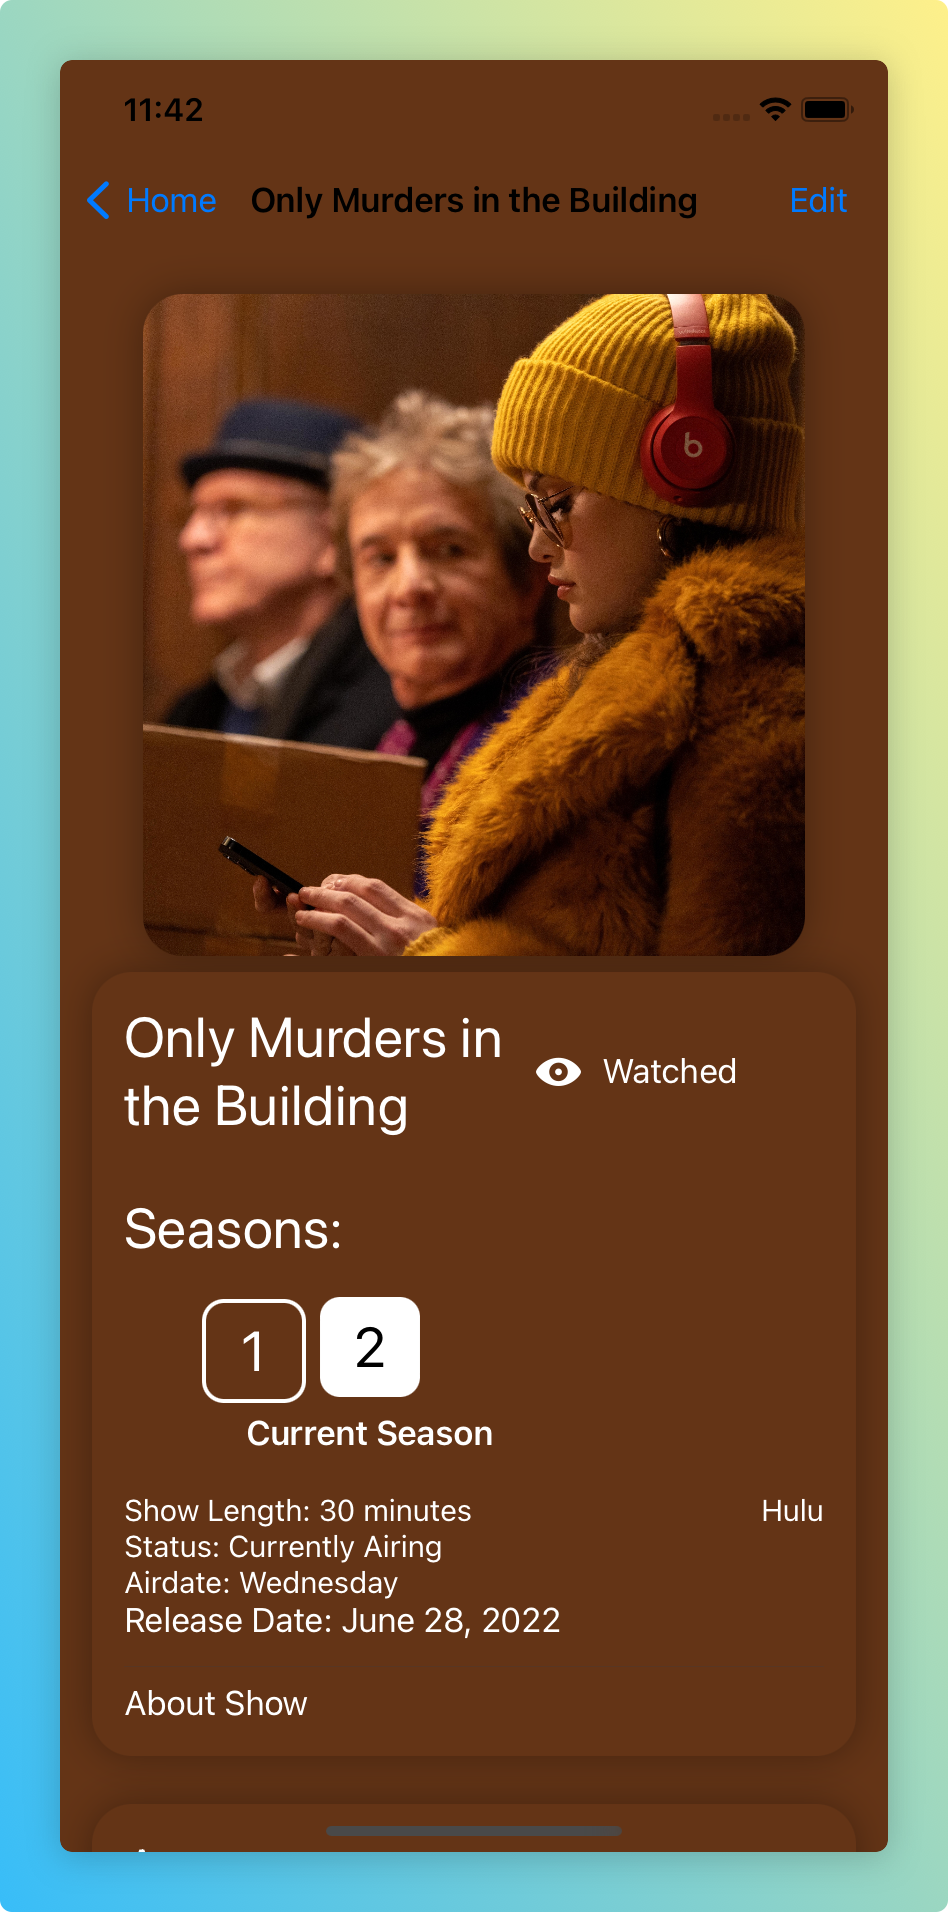 11:42
Home Only Murders in the Building Edit
b
Only Murders in
the Building
Watched
Seasons:
1 2
Current Season
Show Length: 30 minutes Hulu
Status: Currently Airing
Airdate: Wednesday
Release Date: June 28, 2022
About Show